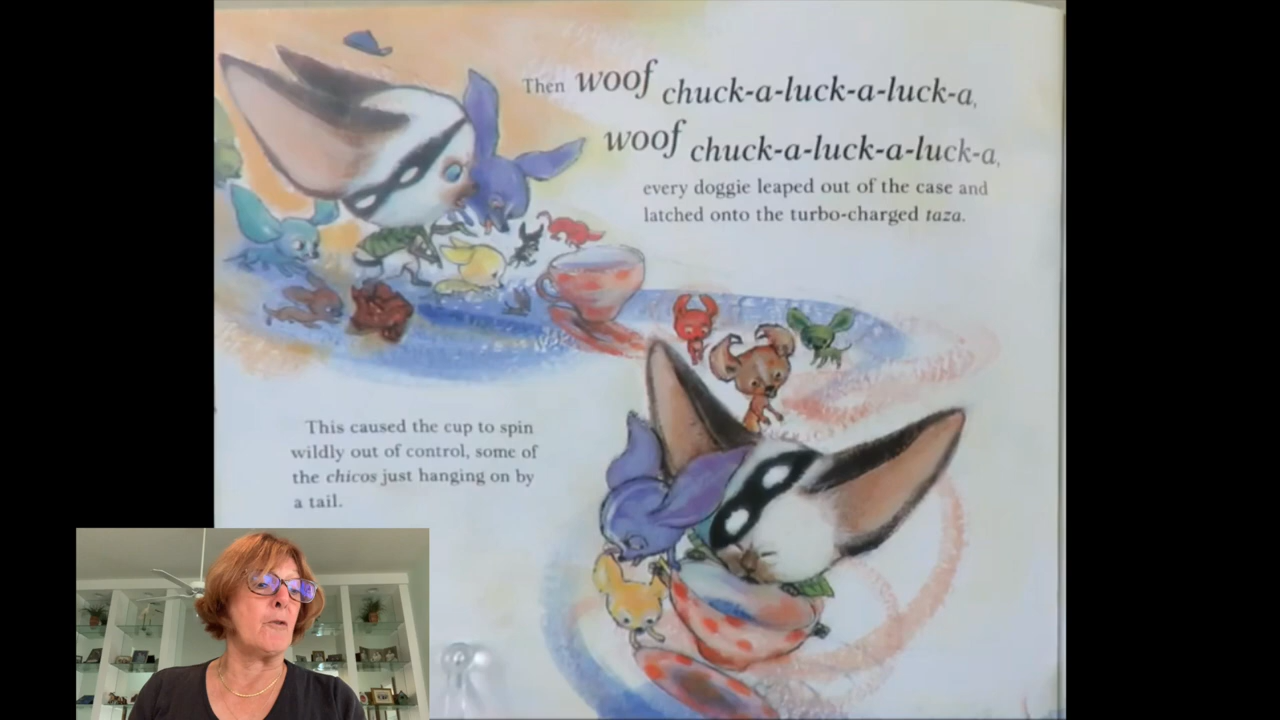 Then woof chuck-a-luck-a-luck-a,
woof chuck-a-luck-a-luck-a,
every doggie leaped out of the case and
latched onto the turbo-charged taza.
This caused the cup to spin
wildly out of control, some of
the chicos just hanging on by
a tail.